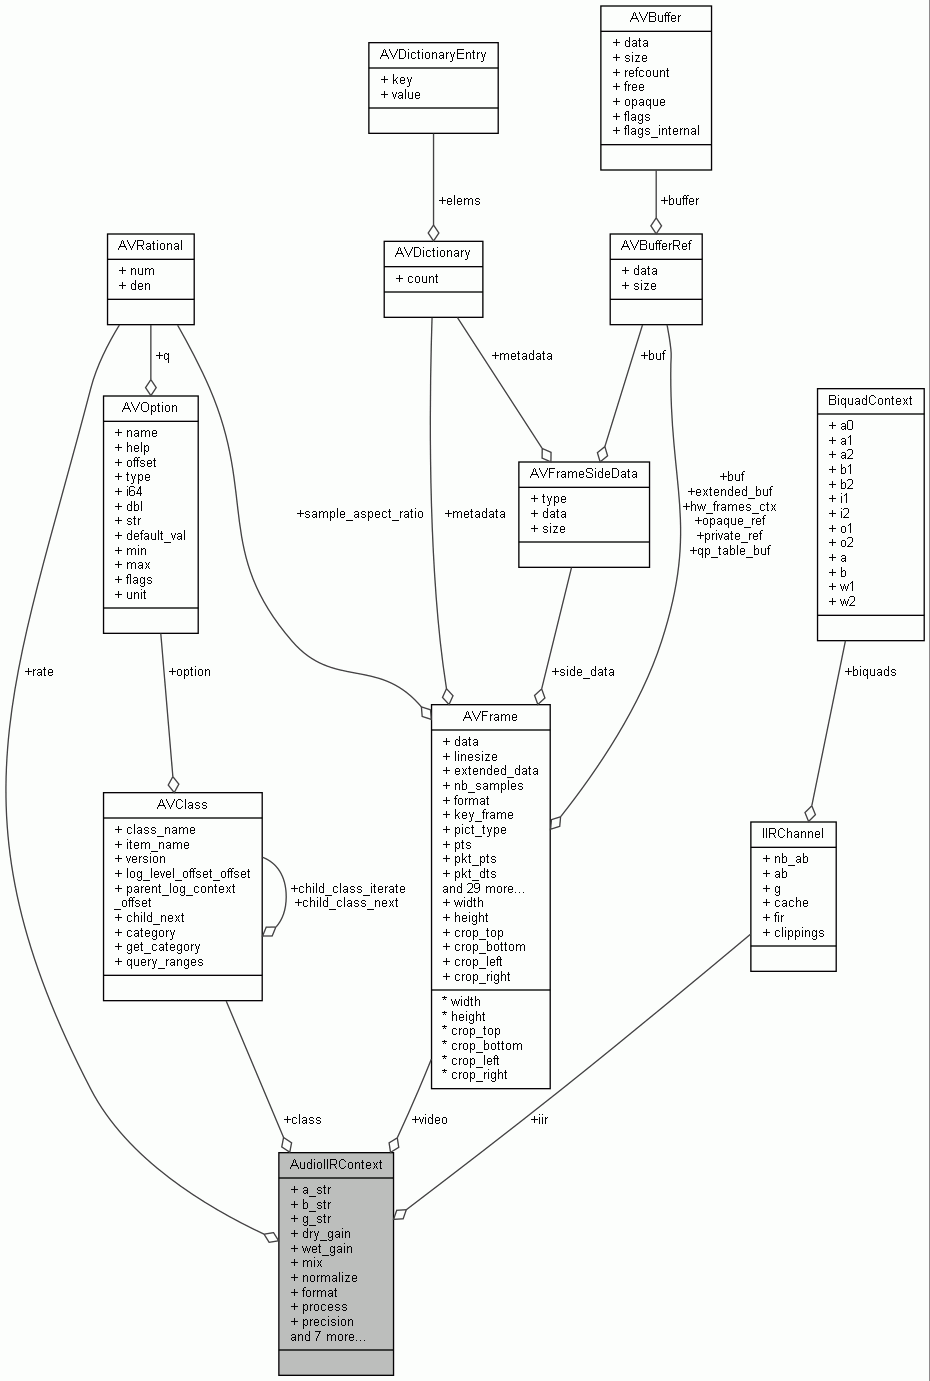 AVBuffer
+ data
+ size
+ refcount
+ free
+ opaque
+ flags
+ flags_internal
AVDictionaryEntry
+ key
+ value
+elems
+buffer
AVRational
+ num
+ den
AVDictionary
+ count
AVBufferRef
+ data
+ size
+q
+metadata
+buf
AVOption
+ name
+ help
+ offset
+ type
+ i64
+ dbl
+ str
+ default_val
+ min
+ max
+ flags
+ unit
BiquadContext
+ a0
+ a1
+ a2
+ b1
+ b2
+ i1
+ i2
+ o1
+ o2
+ a
+ b
+ w1
+ w2
AVFrameSideData
+ type
+ data
+ size
+sample_aspect_ratio
+metadata
+buf
+extended_buf
+hw_frames_ctx
+opaque_ref
+private_ref
+qp_table_buf
+rate
+option
+side_data
+biquads
AVFrame
+ data
+ linesize
+ extended_data
+ nb_samples
+ format
+ key_frame
+ pict_type
+ pts
+ pkt_pts
+ pkt_dts
and 29 more...
+ width
+ height
+ crop_top
+ crop_bottom
+ crop_left
+ crop_right
* width
* height
* crop_top
* crop_bottom
* crop_left
* crop_right
AVClass
+ class_name
+ item_name
+ version
+ log_level_offset_offset
+ parent_log_context
_offset
+ child_next
+ category
+ get_category
+ query_ranges
+child_class_iterate
+child_class_next
IIRChannel
+ nb_ab
+ ab
+ g
+ cache
+ fir
+ clippings
+class
+video
+iir
AudioIIRContext
+ a_str
+ b_str
+ g_str
+ dry_gain
+ wet_gain
+ mix
+ normalize
+ format
+ process
+ precision
and 7 more...